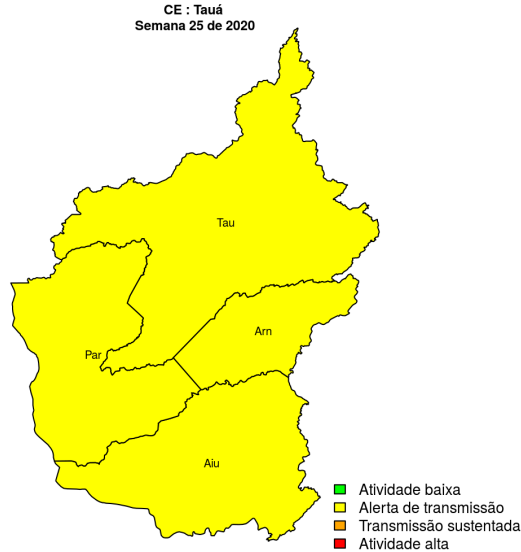 CE : Tauá
Semana 25 de 2020
Tau
Arn
Par
Aiu
Atividade baixa
Alerta de transmissão
Transmissão sustentada
Atividade alta